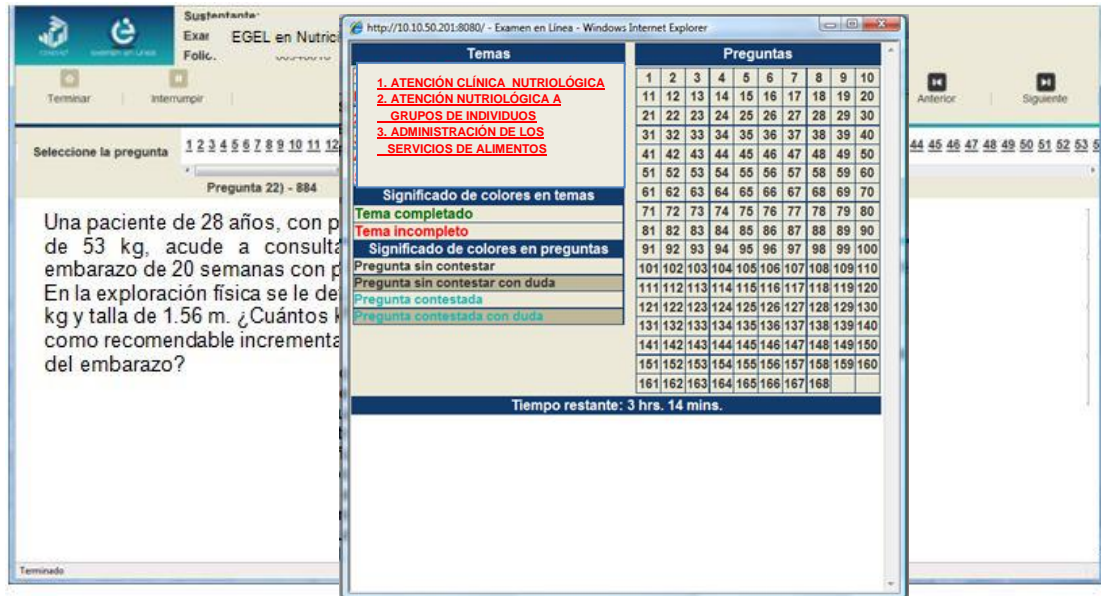 Sustentante:
Exar EGEL en Nutrici
Folic.
Terminar
Interrumpir
Seleccione la pregunta
1 2 3 4 5 6 7 8 9 10 11 12
Pregunta 22) - 884
Una paciente de 28 años, con p
de 53 kg, acude a consulta
embarazo de 20 semanas con p
En la exploración física se le de
kg y talla de 1.56 m. ¿Cuántos k
como recomendable incrementa
del embarazo?
Terminado
http://10.10.50.201:8080/ - Examen en Línea - Windows Internet Explorer
Temas
1. ATENCIÓN CLÍNICA NUTRIOLÓGICA
2. ATENCIÓN NUTRIOLÓGICA A
GRUPOS DE INDIVIDUOS
3. ADMINISTRACIÓN DE LOS
SERVICIOS DE ALIMENTOS
Significado de colores en temas
Tema completado
Tema incompleto
Significado de colores en preguntas
Pregunta sin contestar
Pregunta sin contestar con duda
Pregunta contestada
Pregunta contestada con duda
Preguntas
1 2 3 4 5 6 7 8 9 10
11 12 13 14 15 16 17 18 19 20
21 22 23 24 25 26 27 28 29 30
31 32 33 34 35 36 37 38 39 40
41 42 43 44 45 46 47 48 49 50
51 52 53 54 55 56 57 58 59 60
61 62 63 64 65 66 67 68 69 70
71 72 73 74 75 76 77 78 79 80
81 82 83 84 85 86 87 88 89 90
91 92 93 94 95 96 97 98 99 100
101 102 103 104 105 106 107 108 109 110
111 112 113 114 115 116 117 118 119 120
121 122 123 124 125 126 127 128 129 130
131 132 133 134 135 136 137 138 139 140
141 142 143 144 145 146 147 148 149 150
151 152 153 154 155 156 157 158 159 160
161 162 163 164 165 166 167 168
Tiempo restante: 3 hrs. 14 mins.
Anterior
Siguiente
44 45 46 47 48 49 50 51 52 53 5